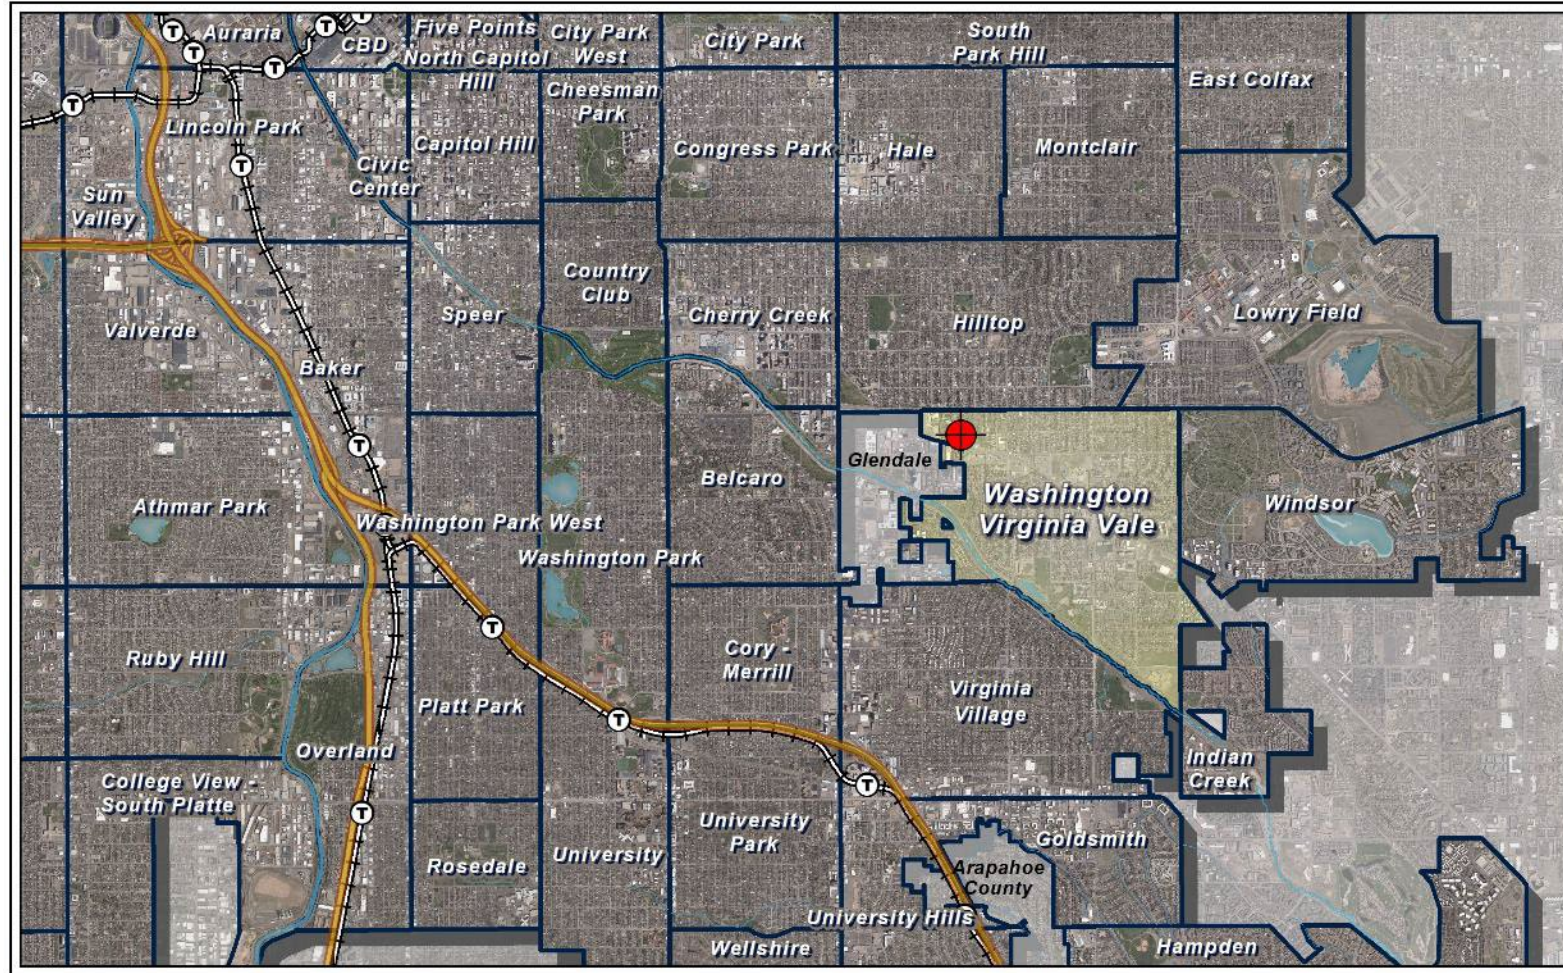 Auraria
CBD
Five Points
North Capitol
Hill
City Park
West
City Park
South
Park Hill
East Colfax
Cheesman
Park
T
T
T
T
T
T
Lincoln Park
Capitol Hill
Congress Park
Hale
Montclair
Civic
Center
Sun
Valley
Country
Club
Valverde
Speer
Cherry Creek
Hilltop
Lowry Field
Baker
T
Athmar Park
Belcaro
Glendale
Washington
Virginia Vale
Windsor
Washington Park West
Washington Park
T
Ruby Hill
Cory -
Merrill
Platt Park
Virginia
Village
T
Overland
T
College View -
South Platte
Indian
Creek
T
University
Park
Goldsmith
Rosedale
University
Arapahoe
County
University Hills
Wellshire
Hampden